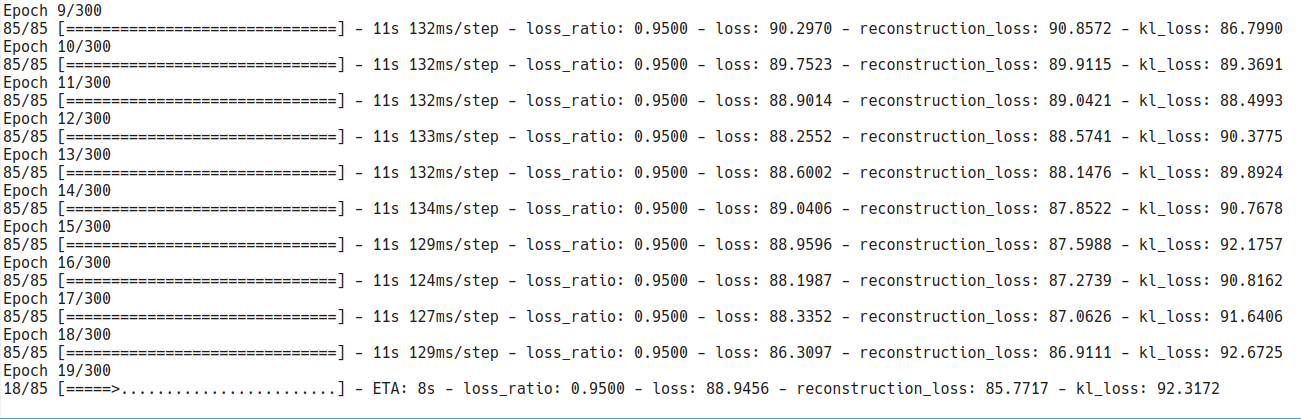 Epoch 9/300
85/85 [==============================] - 11s 132ms/step - loss_ratio: 0.9500 - loss: 90.2970 - reconstruction_loss: 90.8572 - kl_loss: 86.7990
Epoch 10/300
85/85 [==============================] - 11s 132ms/step - loss_ratio: 0.9500 - loss: 89.7523 - reconstruction_loss: 89.9115 - kl_loss: 89.3691
Epoch 11/300
85/85 [==============================] - 11s 132ms/step - loss_ratio: 0.9500 - loss: 88.9014 - reconstruction_loss: 89.0421 - kl_loss: 88.4993
Epoch 12/300
85/85 [==============================] - 11s 133ms/step - loss_ratio: 0.9500 - loss: 88.2552 - reconstruction_loss: 88.5741 - kl_loss: 90.3775
Epoch 13/300
85/85 [==============================] - 11s 132ms/step - loss_ratio: 0.9500 - loss: 88.6002 - reconstruction_loss: 88.1476 - kl_loss: 89.8924
Epoch 14/300
85/85 [==============================] - 11s 134ms/step - loss_ratio: 0.9500 - loss: 89.0406 - reconstruction_loss: 87.8522 - kl_loss: 90.7678
Epoch 15/300
85/85 [==============================] - 11s 129ms/step - loss_ratio: 0.9500 - loss: 88.9596 - reconstruction_loss: 87.5988 - kl_loss: 92.1757
Epoch 16/300
85/85 [==============================] - 11s 124ms/step - loss_ratio: 0.9500 - loss: 88.1987 - reconstruction_loss: 87.2739 - kl_loss: 90.8162
Epoch 17/300
85/85 [==============================] - 11s 127ms/step - loss_ratio: 0.9500 - loss: 88.3352 - reconstruction_loss: 87.0626 - kl_loss: 91.6406
Epoch 18/300
85/85 [==============================] - 11s 129ms/step - loss_ratio: 0.9500 - loss: 86.3097 - reconstruction_loss: 86.9111 - kl_loss: 92.6725
Epoch 19/300
18/85 [=====>........................] - ETA: 8s - loss_ratio: 0.9500 - loss: 88.9456 - reconstruction_loss: 85.7717 - kl_loss: 92.3172